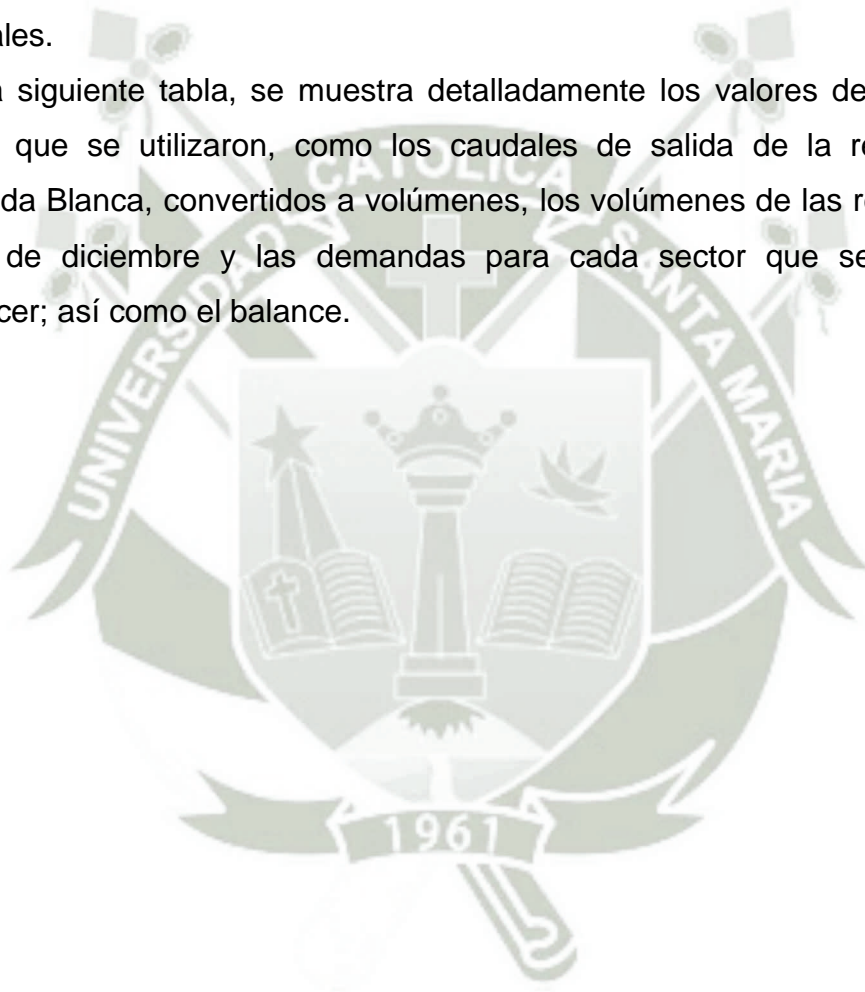 ales.
siguiente tabla, se muestra detalladamente los valores de
que se utilizaron, como los caudales de salida de la
da Blanca, convertidos a volúmenes, los volúmenes de las
de diciembre y las demandas para cada sector que se
cer; así como el balance.
UNIVERSIDAD CATOLICA SANTA MARIA
1961